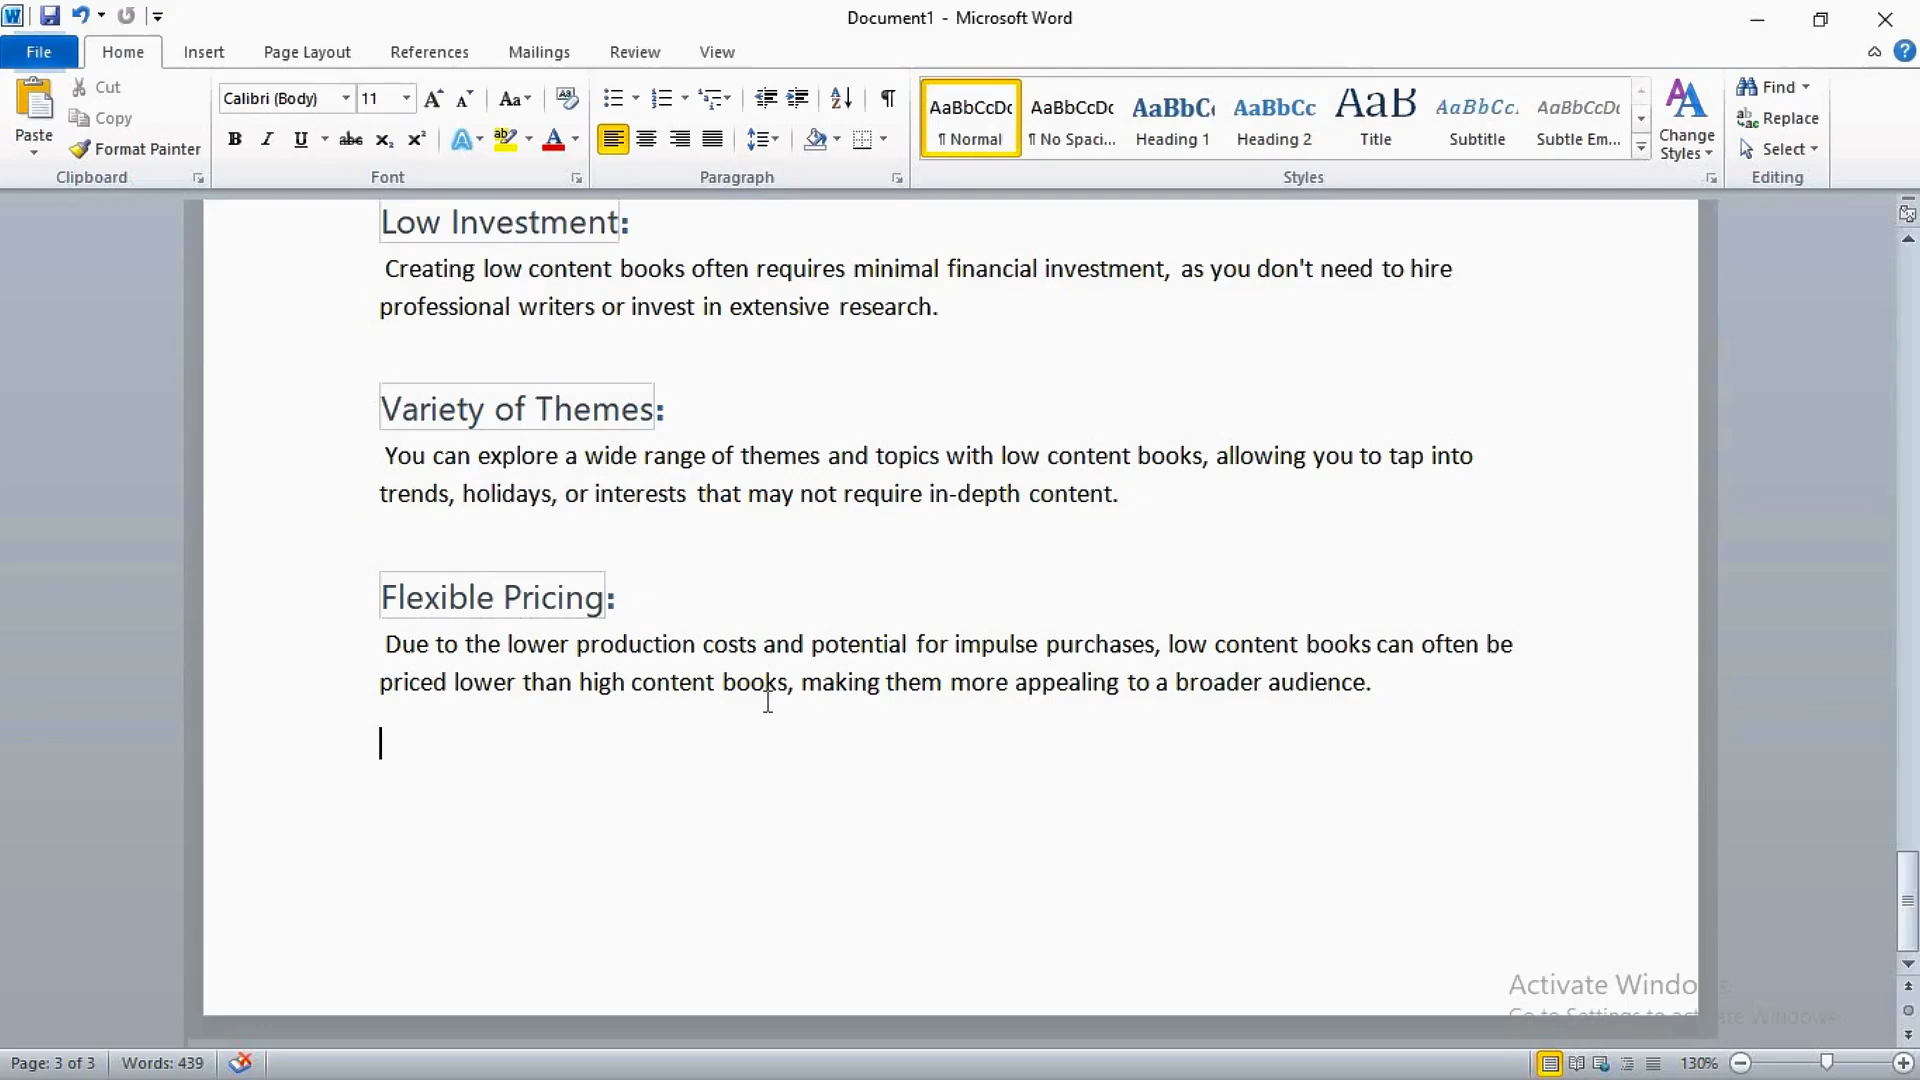 Document1 - Microsoft Word
File Home Insert Page Layout References Mailings Review View
Paste
Cut
Copy
Format Painter
Clipboard
Calibri (Body) 11
Font
Paragraph
AaBbCcDc AaBbCcDc AaBbC AaBbCc AaB AaBbCc. AaBbCcDc
¶ Normal ¶ No Spaci... Heading 1 Heading 2 Title Subtitle Subtle Em...
Change
Styles
Styles
Find
Replace
Select
Editing
Low Investment:
Creating low content books often requires minimal financial investment, as you don't need to hire
professional writers or invest in extensive research.
Variety of Themes:
You can explore a wide range of themes and topics with low content books, allowing you to tap into
trends, holidays, or interests that may not require in-depth content.
Flexible Pricing:
Due to the lower production costs and potential for impulse purchases, low content books can often be
priced lower than high content books, making them more appealing to a broader audience.
Activate Windows
Go to Settings to activate Windows.
Page: 3 of 3 Words: 439 130%